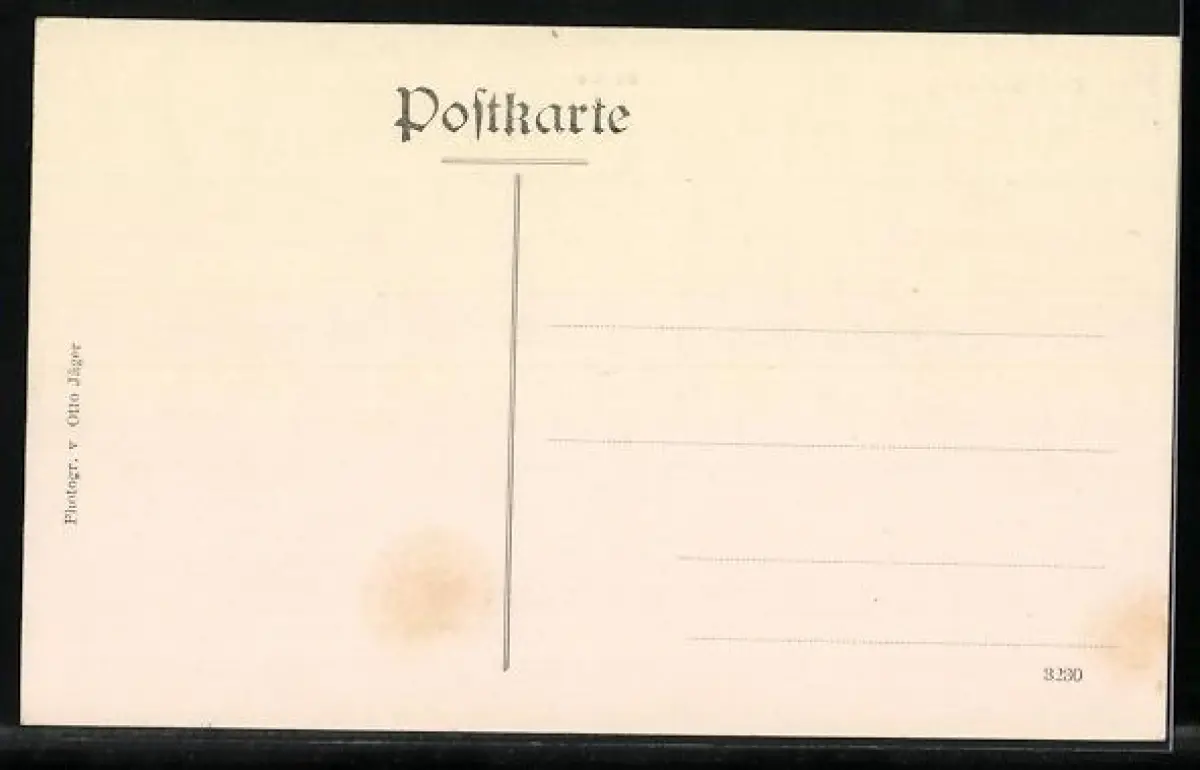 Poſtkarte
Photogr. v Otto Jäger
3230